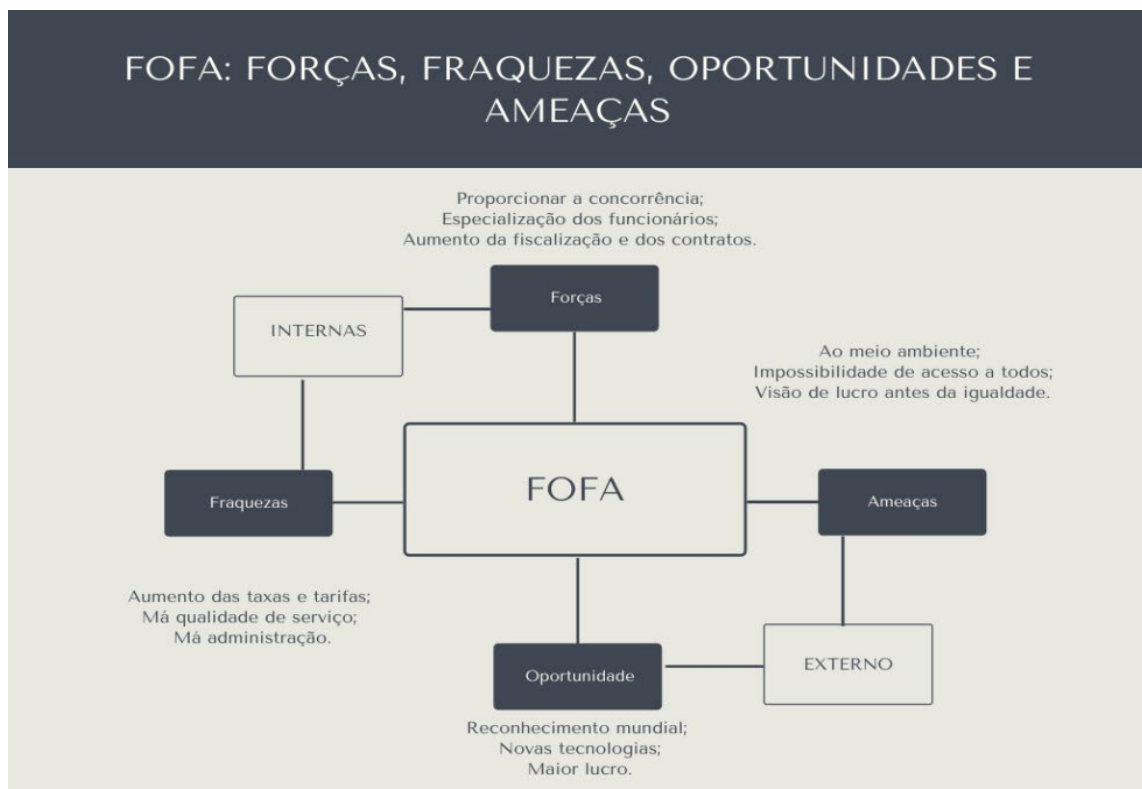 FOFA: FORÇAS, FRAQUEZAS, OPORTUNIDADES E
AMEAÇAS
Proporcionar a concorrência;
Especialização dos funcionários;
Aumento da fiscalização e dos contratos.
Forças
INTERNAS
Ao meio ambiente;
Impossibilidade de acesso a todos;
Visão de lucro antes da igualdade.
FOFA
Fraquezas
Ameaças
Aumento das taxas e tarifas;
Má qualidade de serviço;
Má administração.
EXTERNO
Oportunidade
Reconhecimento mundial;
Novas tecnologias;
Maior lucro.